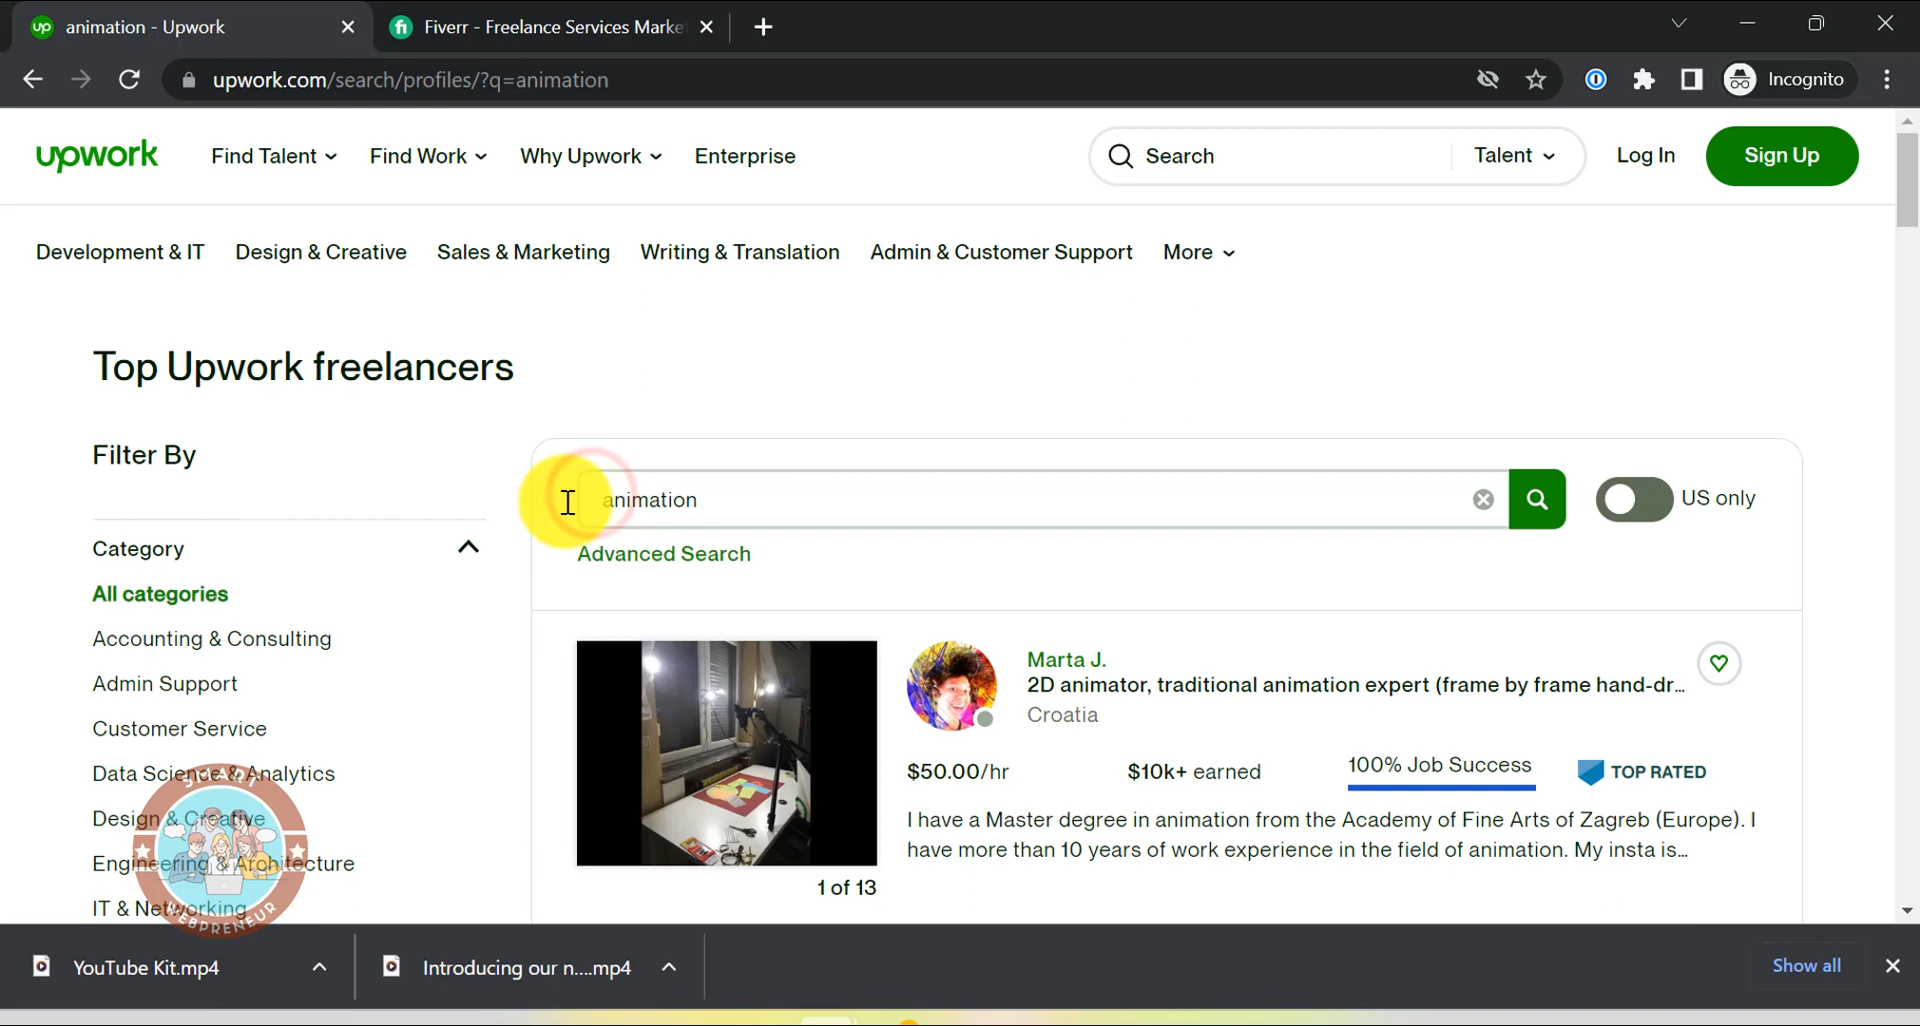 animation - Upwork
Fiverr - Freelance Services Marke
upwork.com/search/profiles/?q=animation
Incognito
upwork
Find Talent
Find Work
Why Upwork
Enterprise
Search
Talent
Log In
Sign Up
Development & IT
Design & Creative
Sales & Marketing
Writing & Translation
Admin & Customer Support
More
Top Upwork freelancers
Filter By
animation
US only
Advanced Search
Category
All categories
Accounting & Consulting
Admin Support
Customer Service
Data Science & Analytics
Design & Creative
Engineering & Architecture
IT & Networking
Marta J.
2D animator, traditional animation expert (frame by frame hand-dr...
Croatia
$50.00/hr
$10k+ earned
100% Job Success
TOP RATED
I have a Master degree in animation from the Academy of Fine Arts of Zagreb (Europe). I
have more than 10 years of work experience in the field of animation. My insta is...
1 of 13
SMART
WEBPRENEUR
YouTube Kit.mp4
Introducing our n....mp4
Show all